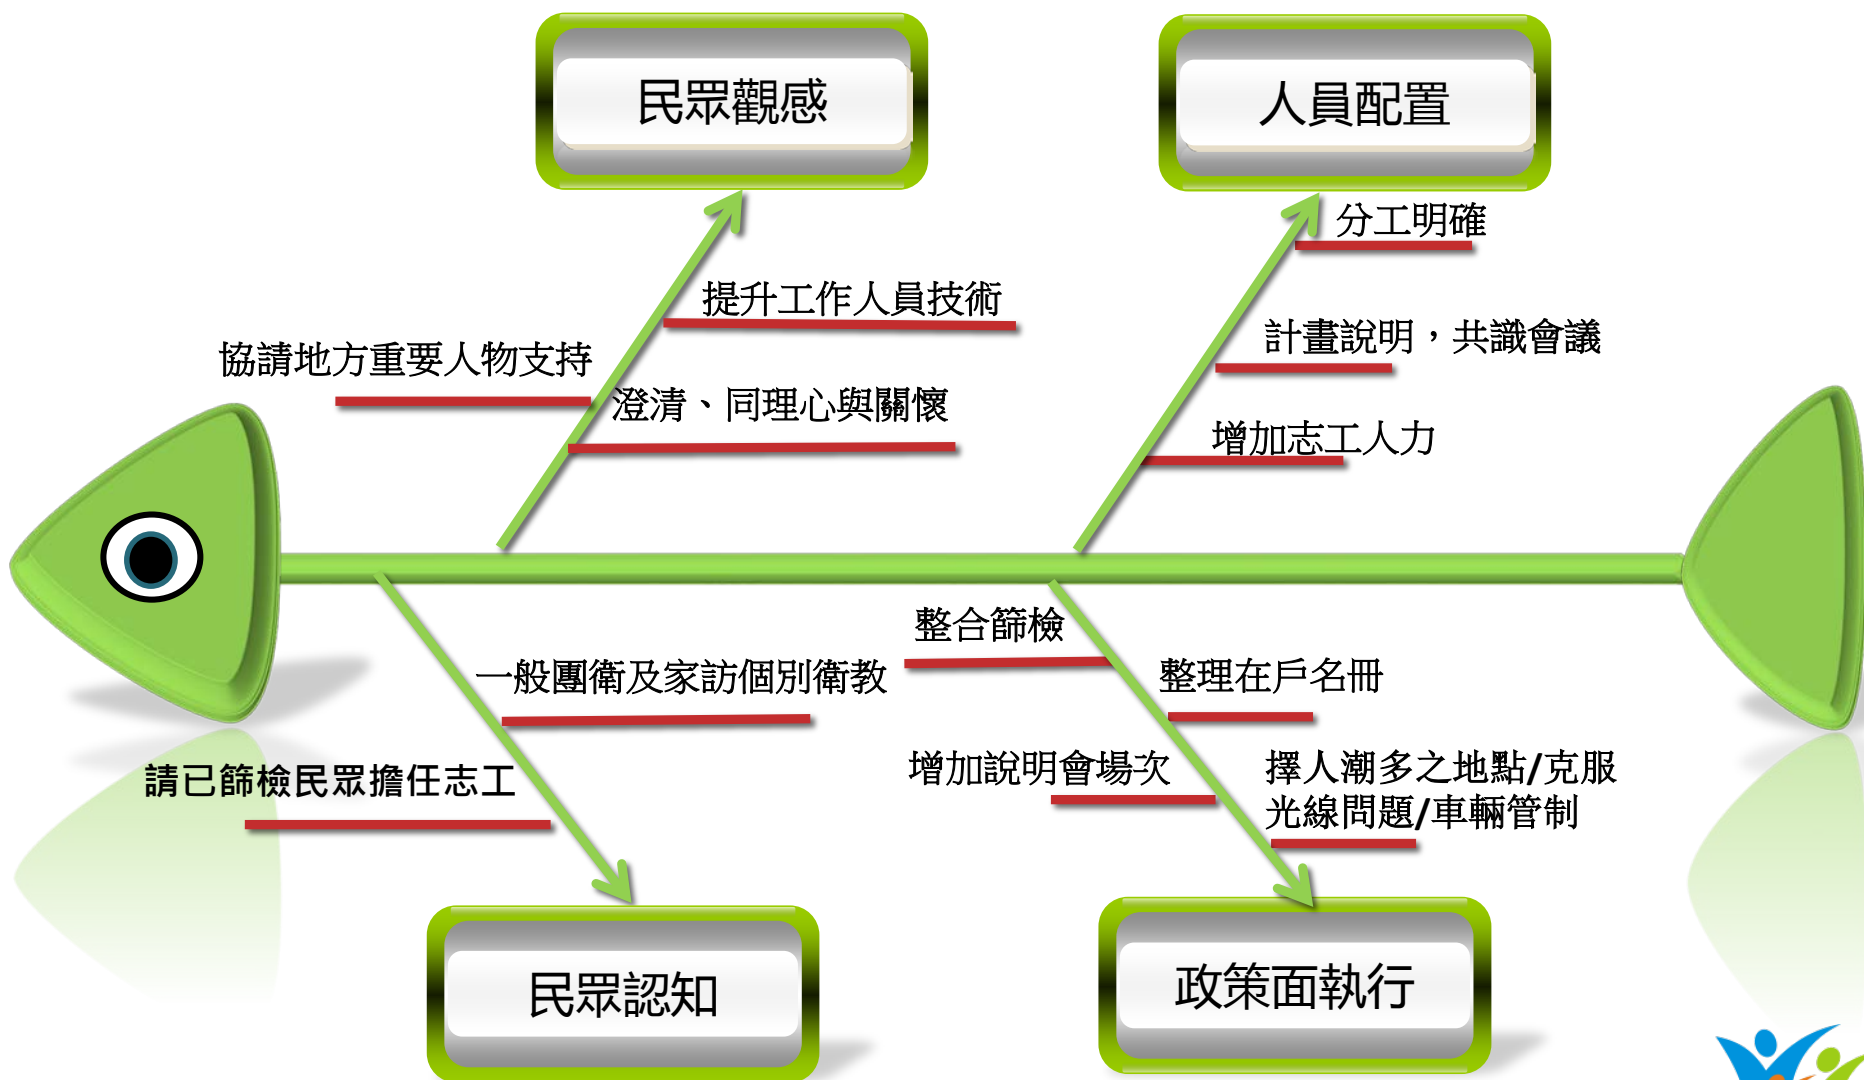 民眾觀感
人員配置
分工明確
提升工作人員技術
計畫說明，共識會議
協請地方重要人物支持
澄清、同理心與關懷
增加志工人力
整合篩檢
一般團衛及家訪個別衛教
整理在戶名冊
請已篩檢民眾擔任志工
增加說明會場次
擇人潮多之地點/克服
光線問題/車輛管制
民眾認知
政策面執行